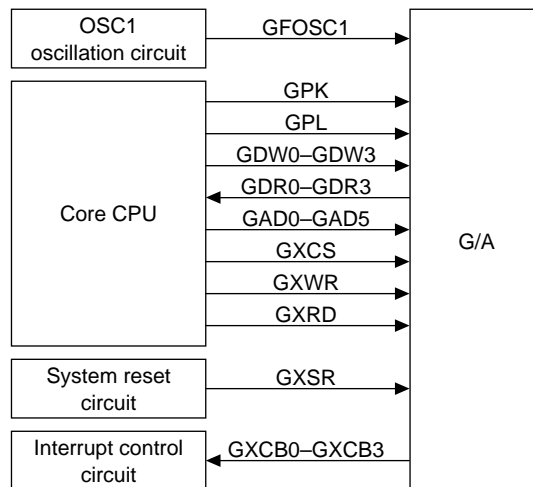 OSC1
oscillation circuit
GFOSC1
Core CPU
GPK
GPL
GDW0–GDW3
GDR0–GDR3
GAD0–GAD5
GXCS
GXWR
GXRD
G/A
System reset
circuit
GXSR
Interrupt control
circuit
GXCB0–GXCB3